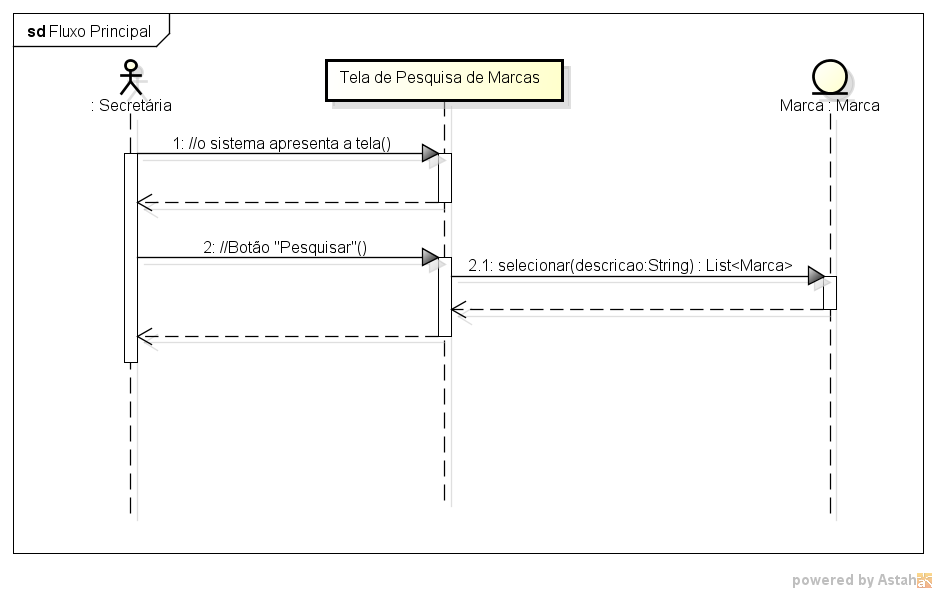 sd Fluxo Principal
: Secretária
Tela de Pesquisa de Marcas
Marca : Marca
1: //o sistema apresenta a tela()
2: //Botão "Pesquisar"()
2.1: selecionar(descricao:String) : List<Marca>
powered by Astah